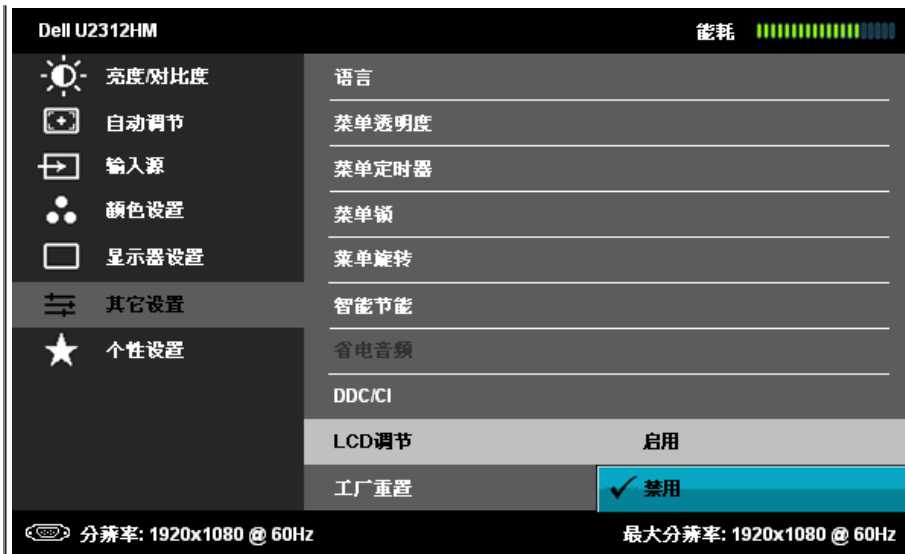 Dell U2312HM 能耗
亮度/对比度
自动调节
输入源
颜色设置
显示器设置
其它设置
个性设置
语言
菜单透明度
菜单定时器
菜单锁
菜单旋转
智能节能
省电音频
DDC/CI
LCD调节 启用
工厂重置 禁用
分辨率: 1920x1080 @ 60Hz 最大分辨率: 1920x1080 @ 60Hz